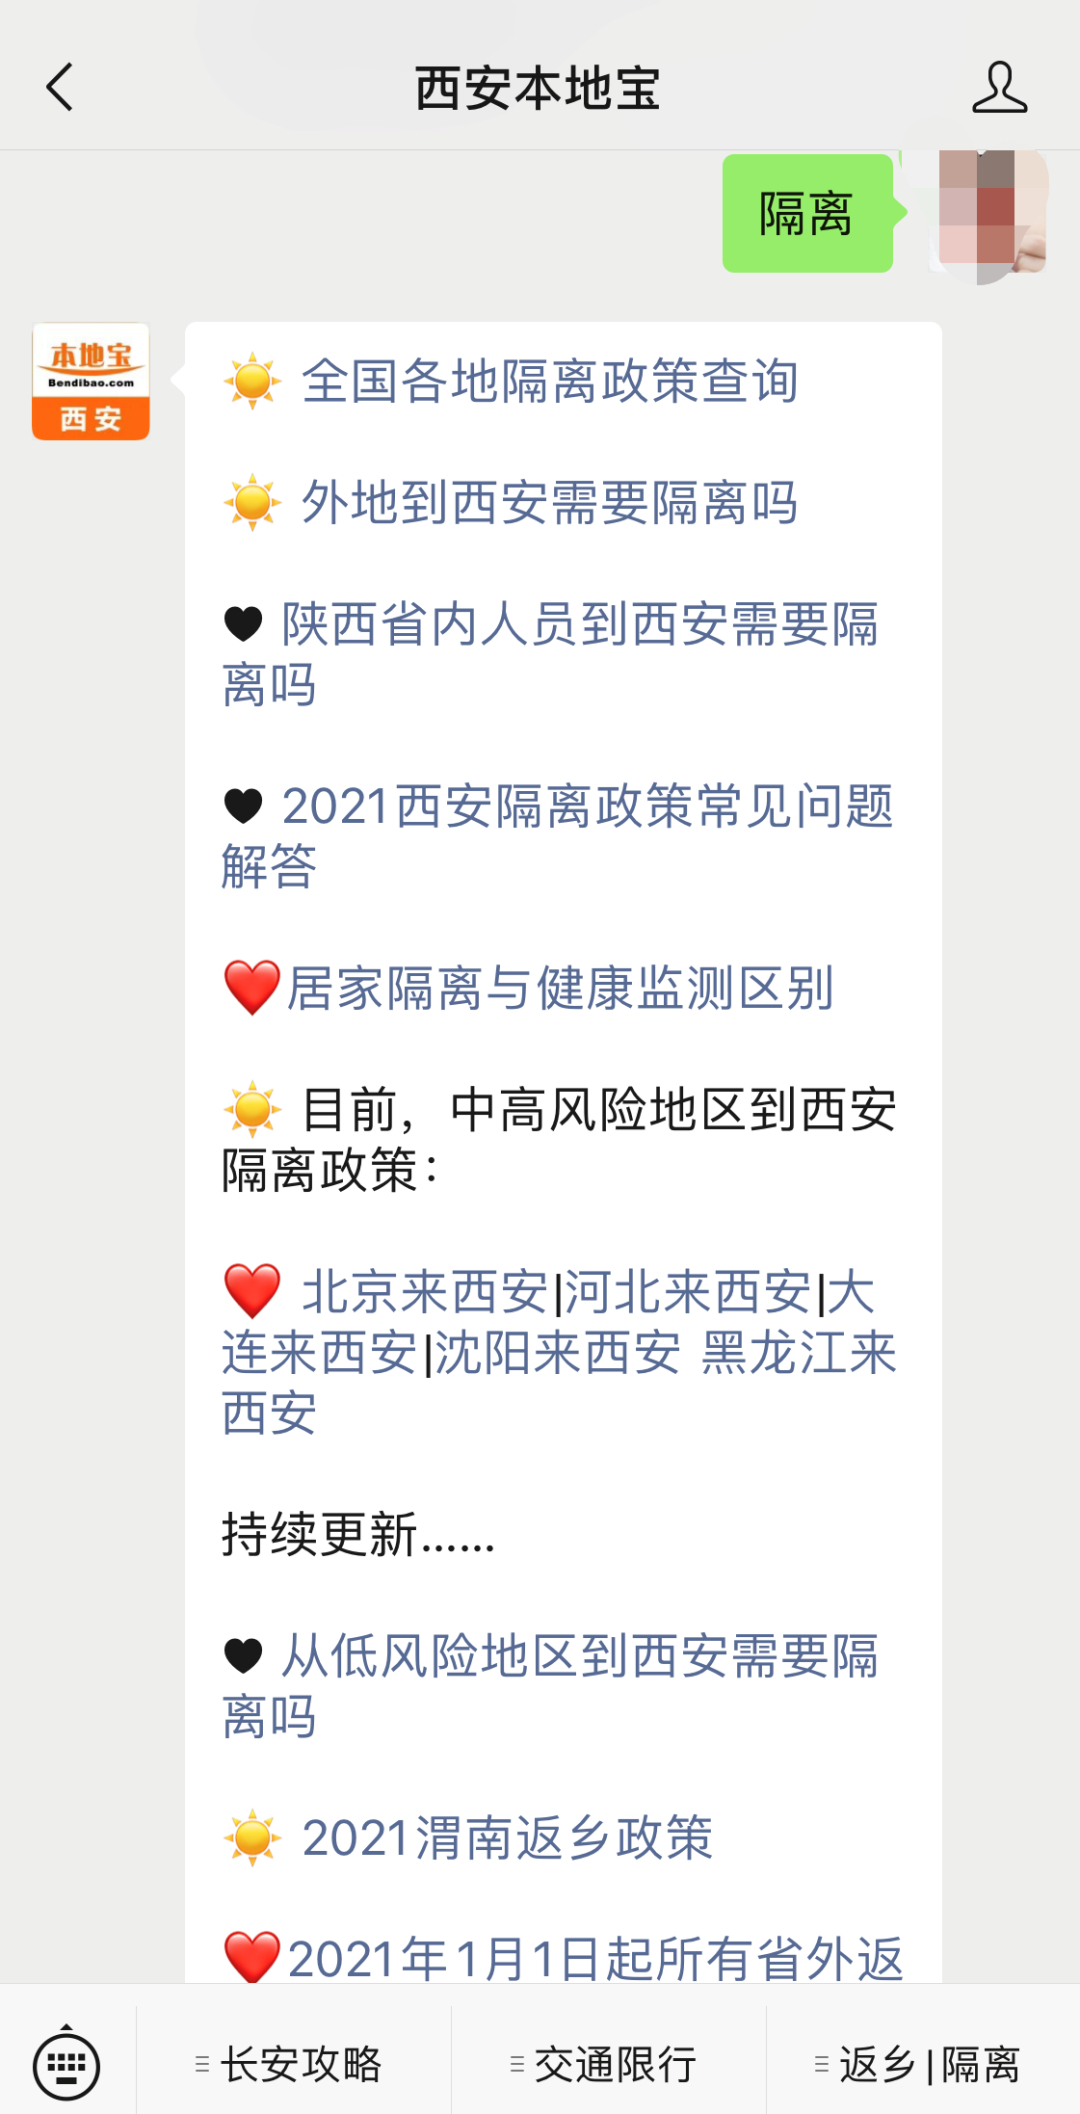 西安本地宝
隔离
本地宝
Bendibao.com
西安
☀️ 全国各地隔离政策查询
☀️ 外地到西安需要隔离吗
🖤 陕西省内人员到西安需要隔
离吗
🖤 2021西安隔离政策常见问题
解答
❤️居家隔离与健康监测区别
☀️ 目前，中高风险地区到西安
隔离政策：
❤️ 北京来西安|河北来西安|大
连来西安|沈阳来西安 黑龙江来
西安
持续更新......
🖤 从低风险地区到西安需要隔
离吗
☀️ 2021渭南返乡政策
❤️2021年1月1日起所有省外返
长安攻略
交通限行
返乡|隔离